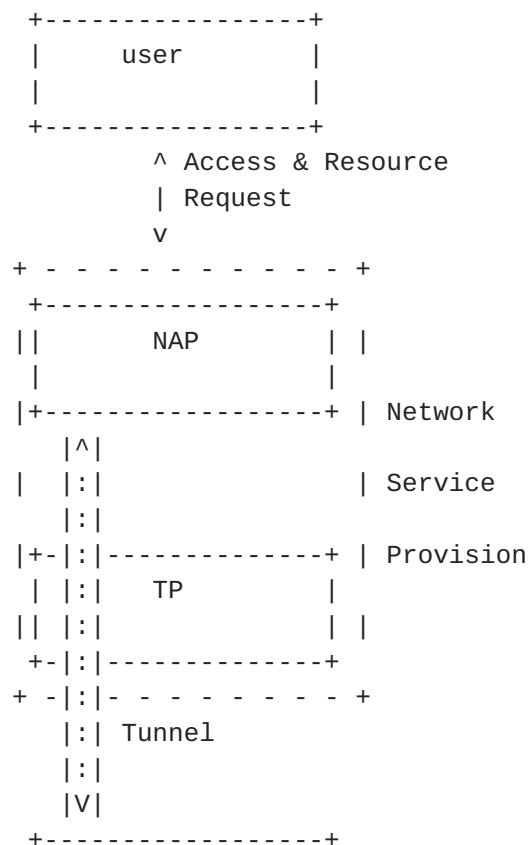 +-----------------+
|     user        |
|                 |
+-----------------+
^ Access & Resource
| Request
v
+ - - - - - - - - - - - +
+------------------+
||       NAP        | |
|                   |
|+------------------+ | Network
|^|
|  |:|                | Service
|:|
|+-|:|--------------+ | Provision
| |:|   TP         |
|| |:|              | |
+-|:|--------------+
+ -|:|- - - - - - - - +
|:| Tunnel
|:|
|V|
+------------------+